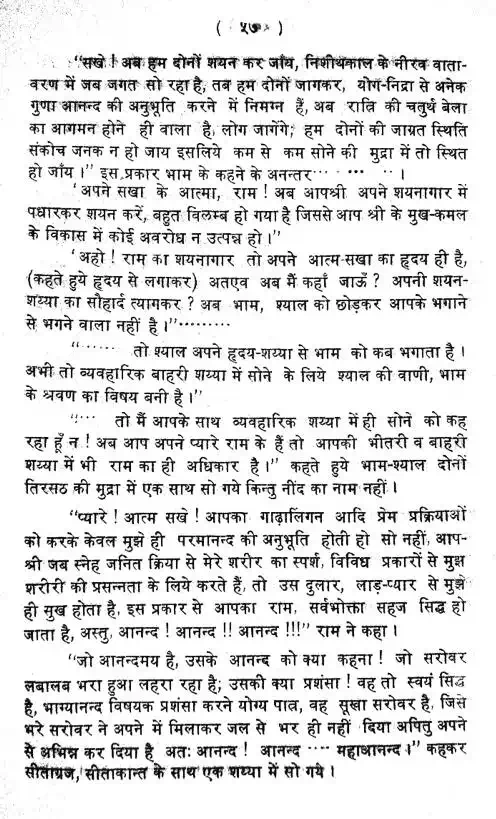 ( ५७ )
"सखे ! अब हम दोनों शयन कर जाँय, निशीथकाल के नीरव वाता-
वरण में जब जगत सो रहा है, तब हम दोनों जागकर, योग-निद्रा से अनेक
गुणा आनन्द की अनुभूति करने में निमग्न हैं, अब रात्रि की चतुर्थ बेला
का आगमन होने ही वाला है, लोग जागेंगे; हम दोनों की जाग्रत स्थिति
संकोच जनक न हो जाय इसलिये कम से कम सोने की मुद्रा में तो स्थित
हो जाँय ।" इस प्रकार भाम के कहने के अनन्तर··· ·· ··· ··· ।
'अपने सखा के आत्मा, राम ! अब आपश्री अपने शयनागार में
पधारकर शयन करें, बहुत विलम्ब हो गया है जिससे आप श्री के मुख-कमल
के विकास में कोई अवरोध न उत्पन्न हो ।"
'अहो ! राम का शयनागार तो अपने आत्म-सखा का हृदय ही है,
(कहते हुये हृदय से लगाकर) अतएव अब मैं कहाँ जाऊँ ? अपनी शयन-
शय्या का सौहार्द त्यागकर ? अब भाम, श्याल को छोड़कर आपके भगाने
से भगने वाला नहीं है ।"·········
"······ तो श्याल अपने हृदय-शय्या से भाम को कब भगाता है ।
अभी तो व्यवहारिक बाहरी शय्या में सोने के लिये श्याल की वाणी, भाम
के श्रवण का विषय बनी है ।"
"··· तो मैं आपके साथ व्यवहारिक शय्या में ही सोने को कह
रहा हूँ न ! अब आप अपने प्यारे राम के हैं तो आपकी भीतरी व बाहरी
शय्या में भी राम का ही अधिकार है ।" कहते हुये भाम-श्याल दोनों
तिरसठ की मुद्रा में एक साथ सो गये किन्तु नींद का नाम नहीं ।
"प्यारे ! आत्म सखे ! आपका गाढ़ालिंगन आदि प्रेम प्रक्रियाओं
को करके केवल मुझे ही परमानन्द की अनुभूति होती हो सो नहीं, आप-
श्री जब स्नेह जनित क्रिया से मेरे शरीर का स्पर्श, विविध प्रकारों से मुझ
शरीरी की प्रसन्नता के लिये करते हैं, तो उस दुलार, लाड़-प्यार से मुझे
ही सुख होता है, इस प्रकार से आपका राम, सर्वभोक्ता सहज सिद्ध हो
जाता है, अस्तु, आनन्द ! आनन्द !! आनन्द !!!" राम ने कहा ।
"जो आनन्दमय है, उसके आनन्द को क्या कहना ! जो सरोवर
लबालब भरा हुआ लहरा रहा है; उसकी क्या प्रशंसा ! वह तो स्वयं सिद्ध
है, भाग्यानन्द विषयक प्रशंसा करने योग्य पात्र, वह सूखा सरोवर है, जिसे
भरे सरोवर ने अपने में मिलाकर जल से भर ही नहीं दिया अपितु अपने
से अभिन्न कर दिया है अतः आनन्द ! आनन्द ···· महाआनन्द ।" कहकर
सीताग्रज, सीताकान्त के साथ एक शय्या में सो गये ।